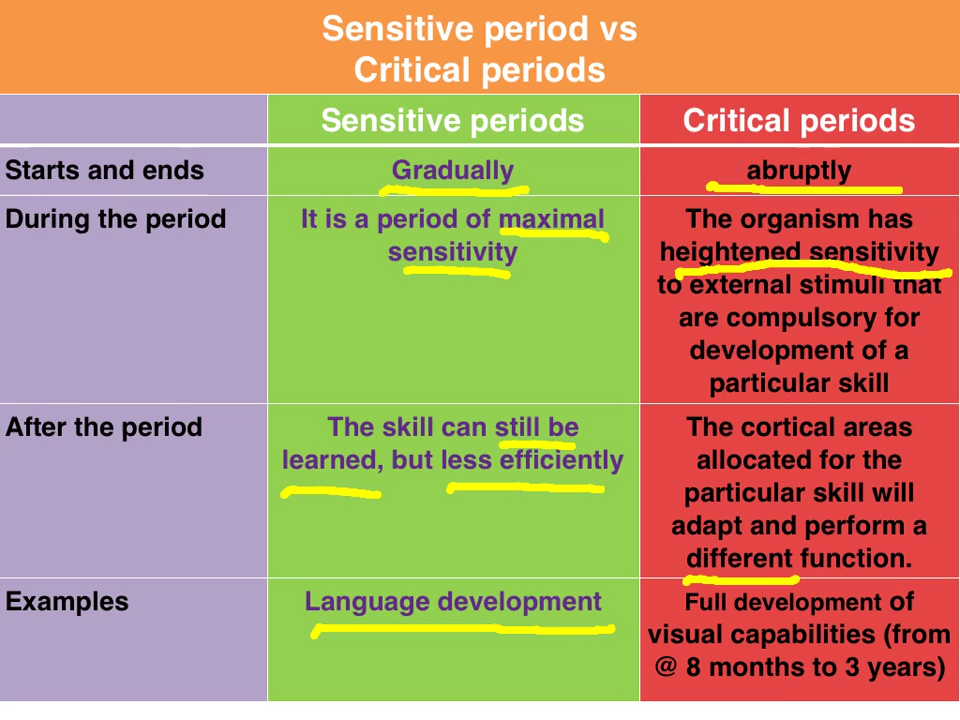 Sensitive period vs
Critical periods
Sensitive periods
Critical periods
Starts and ends
Gradually
abruptly
During the period
It is a period of maximal
sensitivity
The organism has
heightened sensitivity
to external stimuli that
are compulsory for
development of a
particular skill
After the period
The skill can still be
learned, but less efficiently
The cortical areas
allocated for the
particular skill will
adapt and perform a
different function.
Examples
Language development
Full development of
visual capabilities (from
@ 8 months to 3 years)